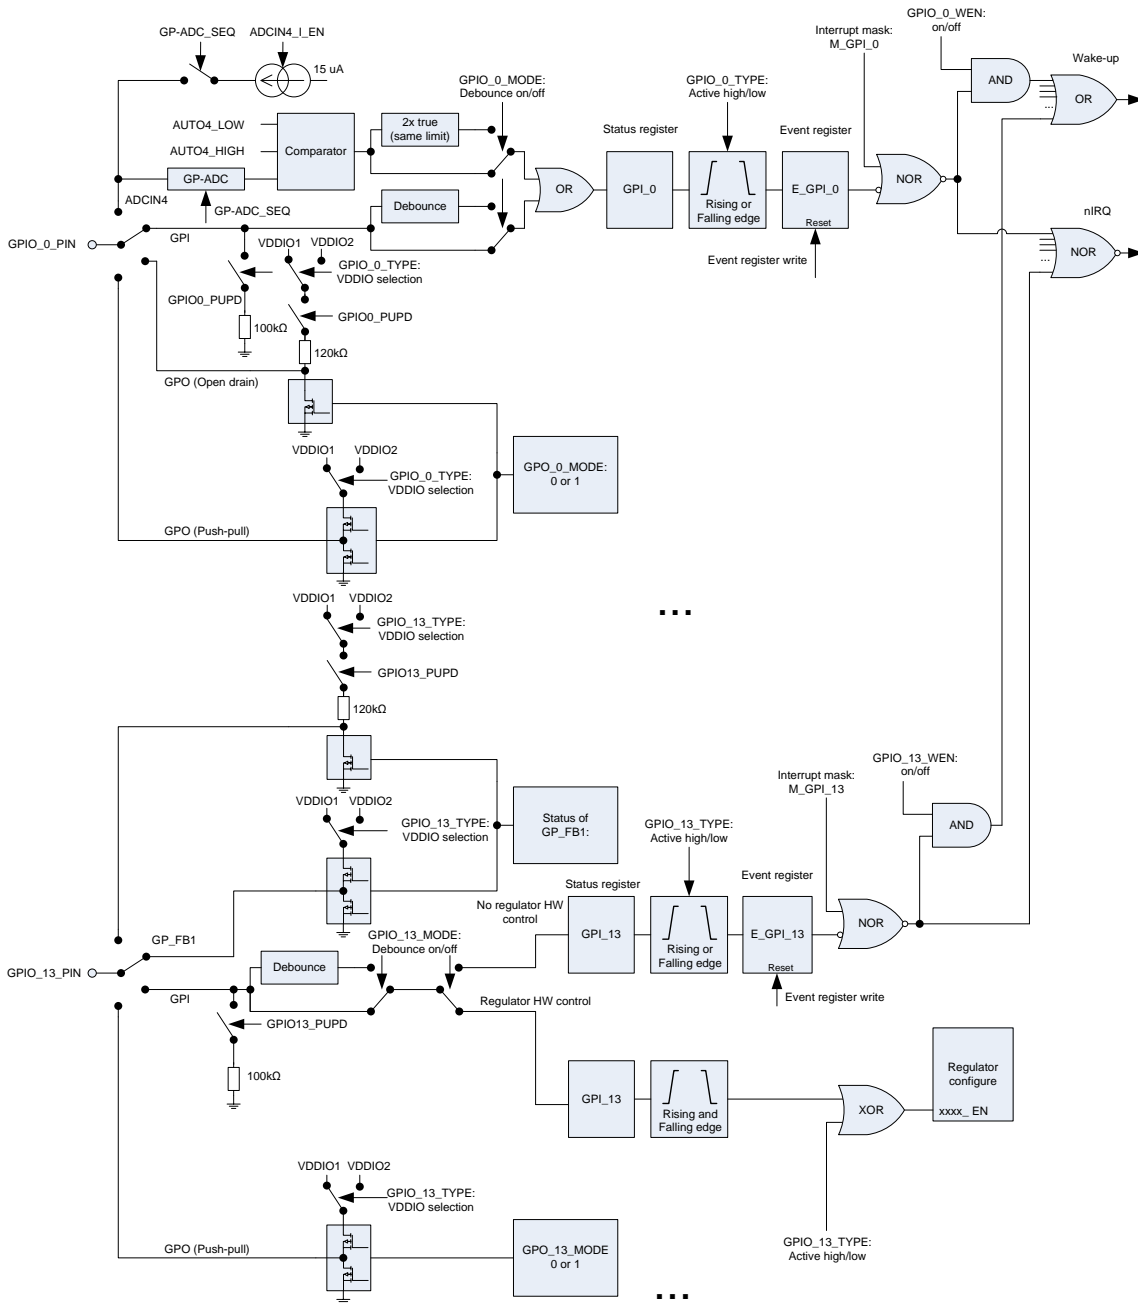 GPIO_0_WEN:
on/off
GP-ADC_SEQ
ADCIN4_I_EN
Interrupt mask:
M_GPI_0
Wake-up
15 uA
GPIO_0_MODE:
Debounce on/off
GPIO_0_TYPE:
Active high/low
AND
OR
...
AUTO4_LOW
2x true
(same limit)
Status register
Event register
AUTO4_HIGH
Comparator
GP-ADC
OR
GPI_0
Rising or
Falling edge
E_GPI_0
Reset
NOR
ADCIN4
GP-ADC_SEQ
Debounce
nIRQ
GPIO_0_PIN
GPI
VDDIO1
VDDIO2
NOR
...
Event register write
GPIO_0_TYPE:
VDDIO selection
GPIO0_PUPD
GPIO0_PUPD
100kΩ
120kΩ
GPO (Open drain)
VDDIO1
VDDIO2
GPIO_0_TYPE:
VDDIO selection
GPO_0_MODE:
0 or 1
GPO (Push-pull)
VDDIO1
VDDIO2
...
GPIO_13_TYPE:
VDDIO selection
GPIO13_PUPD
120kΩ
GPIO_13_WEN:
on/off
Interrupt mask:
M_GPI_13
VDDIO1
VDDIO2
GPIO_13_TYPE:
VDDIO selection
Status of
GP_FB1:
GPIO_13_TYPE:
Active high/low
AND
Status register
Event register
No regulator HW
control
GPI_13
Rising or
Falling edge
E_GPI_13
Reset
NOR
GP_FB1
GPIO_13_MODE:
Debounce on/off
GPIO_13_PIN
Debounce
GPI
Regulator HW control
Event register write
GPIO13_PUPD
100kΩ
GPI_13
Rising and
Falling edge
XOR
Regulator
configure
xxxx_ EN
VDDIO1
VDDIO2
GPIO_13_TYPE:
VDDIO selection
GPO (Push-pull)
GPO_13_MODE
0 or 1
GPIO_13_TYPE:
Active high/low
...